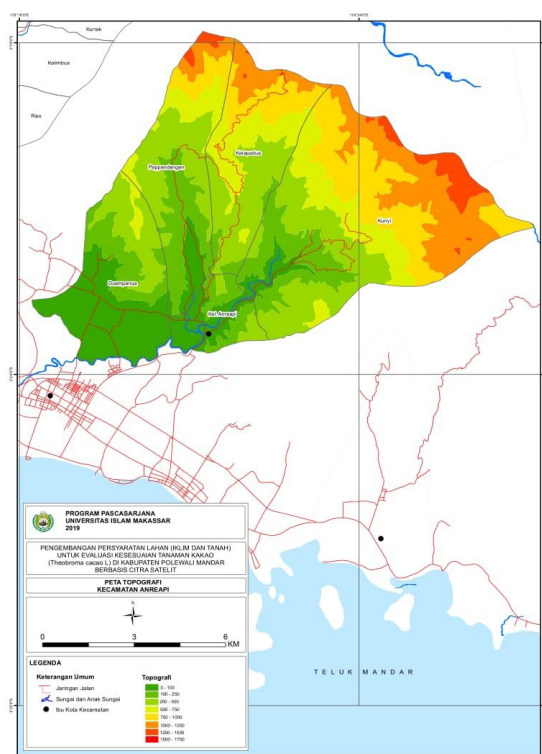 Kurrak
Kalimbua
Riso
Kelapadua
Pappandangan
Kunyi
Duampanua
Kel Anreapi
PROGRAM PASCASARJANA
UNIVERSITAS ISLAM MAKASSAR
2019
PENGEMBANGAN PERSYARATAN LAHAN (IKLIM DAN TANAH)
UNTUK EVALUASI KESESUAIAN TANAMAN KAKAO
(Theobroma cacao L) DI KABUPATEN POLEWALI MANDAR
BERBASIS CITRA SATELIT
PETA TOPOGRAFI
KECAMATAN ANREAPI
N
0 3 6
KM
LEGENDA
Keterangan Umum
Jaringan Jalan
Sungai dan Anak Sungai
Ibu Kota Kecamatan
Topografi
0 - 100
100 - 250
250 - 500
500 - 750
750 - 1000
1000 - 1250
1250 - 1500
1500 - 1750
TELUK MANDAR